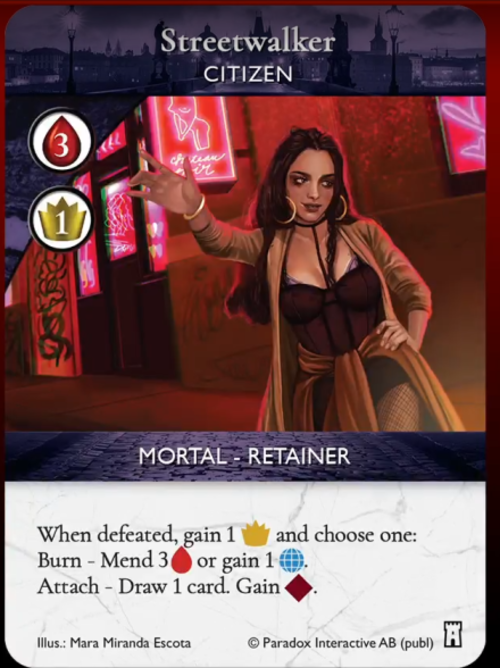 Streetwalker
CITIZEN
3
1
MORTAL - RETAINER
When defeated, gain 1 and choose one:
Burn - Mend 3 or gain 1 .
Attach - Draw 1 card. Gain .
Illus.: Mara Miranda Escota © Paradox Interactive AB (publ)